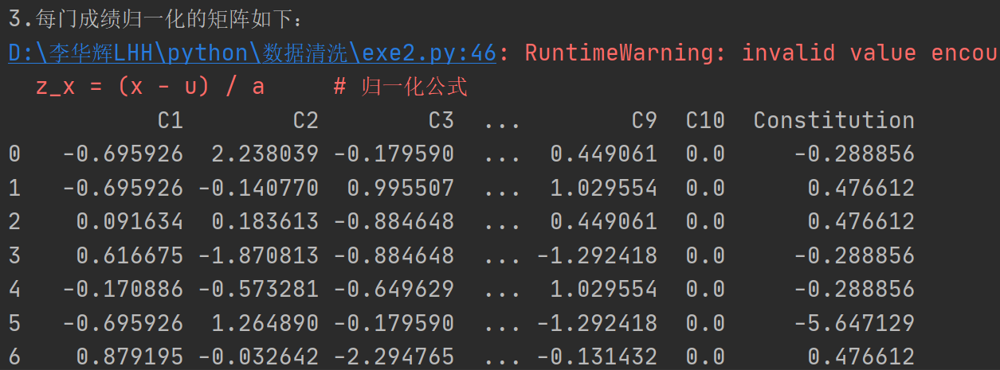 3.每门成绩归一化的矩阵如下:
D:\李华辉LHH\python\数据清洗\exe2.py:46: RuntimeWarning: invalid value encou
z_x = (x - u) / a     # 归一化公式
C1 C2 C3 ... C9 C10 Constitution
0 -0.695926 2.238039 -0.179590 ... 0.449061 0.0 -0.288856
1 -0.695926 -0.140770 0.995507 ... 1.029554 0.0 0.476612
2 0.091634 0.183613 -0.884648 ... 0.449061 0.0 0.476612
3 0.616675 -1.870813 -0.884648 ... -1.292418 0.0 -0.288856
4 -0.170886 -0.573281 -0.649629 ... 1.029554 0.0 -0.288856
5 -0.695926 1.264890 -0.179590 ... -1.292418 0.0 -5.647129
6 0.879195 -0.032642 -2.294765 ... -0.131432 0.0 0.476612